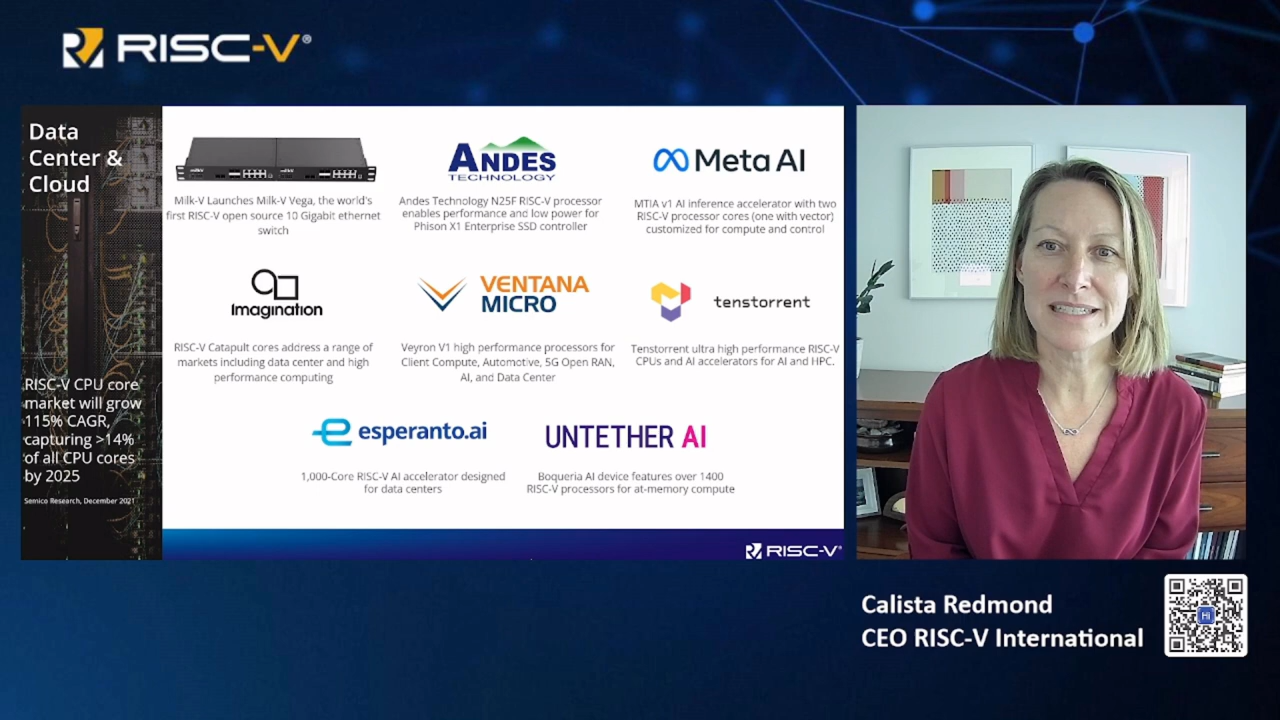 RISC-V®
Data
Center &
Cloud
RISC-V CPU core
market will grow
115% CAGR,
capturing >14%
of all CPU cores
by 2025
Semico Research, December 2021
Milk-V Launches Milk-V Vega, the world's
first RISC-V open source 10 Gigabit ethernet
switch
ANDES
TECHNOLOGY
Andes Technology N25F RISC-V processor
enables performance and low power for
Phison X1 Enterprise SSD controller
Meta AI
MTIA v1 AI inference accelerator with two
RISC-V processor cores (one with vector)
customized for compute and control
Imagination
RISC-V Catapult cores address a range of
markets including data center and high
performance computing
VENTANA
MICRO
Veyron V1 high performance processors for
Client Compute, Automotive, 5G Open RAN,
AI, and Data Center
tenstorrent
Tenstorrent ultra high performance RISC-V
CPUs and AI accelerators for AI and HPC.
esperanto.ai
1,000-Core RISC-V AI accelerator designed
for data centers
UNTETHER AI
Boqueria AI device features over 1400
RISC-V processors for at-memory compute
RISC-V®
Calista Redmond
CEO RISC-V International
Hi